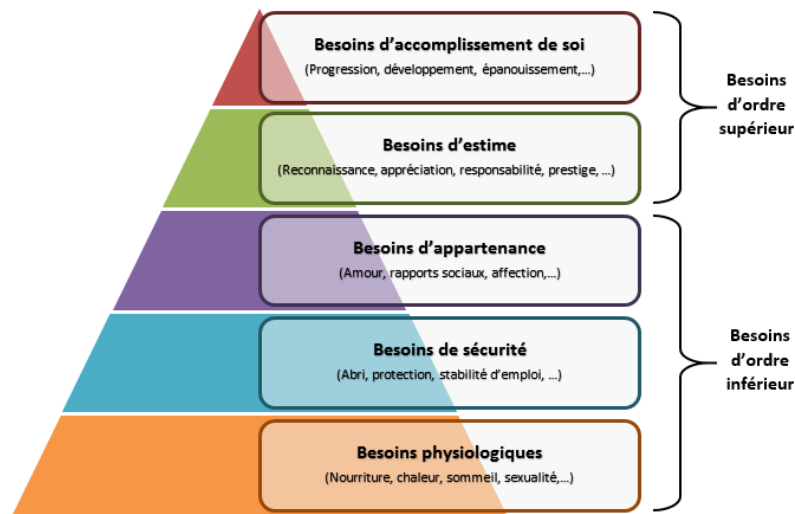 Besoins d'accomplissement de soi
(Progression, développement, épanouissement,...)
Besoins d'estime
(Reconnaissance, appréciation, responsabilité, prestige, ...)
Besoins
d'ordre
supérieur
Besoins d'appartenance
(Amour, rapports sociaux, affection,...)
Besoins de sécurité
(Abri, protection, stabilité d'emploi, ...)
Besoins physiologiques
(Nourriture, chaleur, sommeil, sexualité,...)
Besoins
d'ordre
inférieur